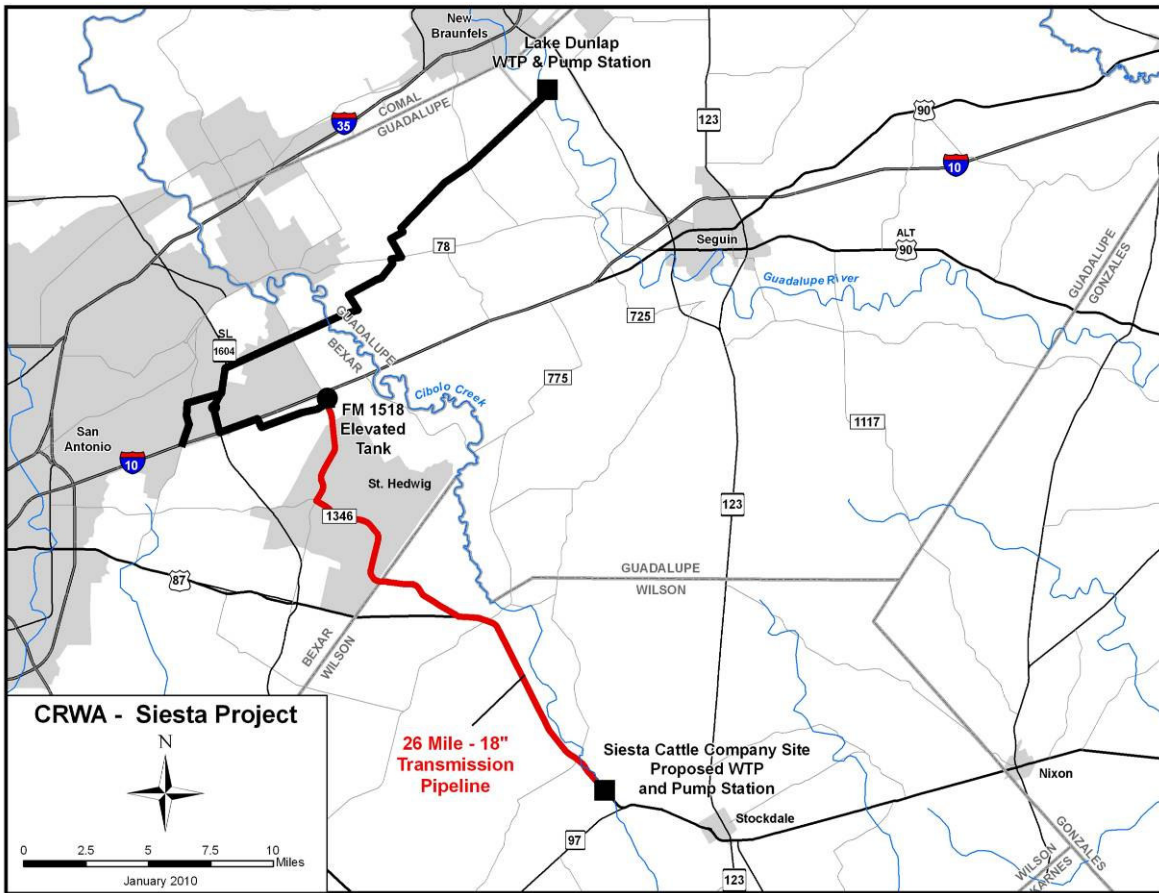 New
Braunfels
Lake Dunlap
WTP & Pump Station
COMAL
GUADALUPE
35
123
90
10
78
Seguin
ALT
90
GUADALUPE
GONZALES
Guadalupe River
725
SL
1604
GUADALUPE
BEXAR
775
Cibolo Creek
FM 1518
Elevated
Tank
San
Antonio
10
St. Hedwig
1117
1346
123
87
GUADALUPE
WILSON
BEXAR
WILSON
CRWA - Siesta Project
N
0 2.5 5 7.5 10
Miles
January 2010
26 Mile - 18"
Transmission
Pipeline
Siesta Cattle Company Site
Proposed WTP
and Pump Station
Nixon
Stockdale
97
123
GONZALES
WILSON
KARNES